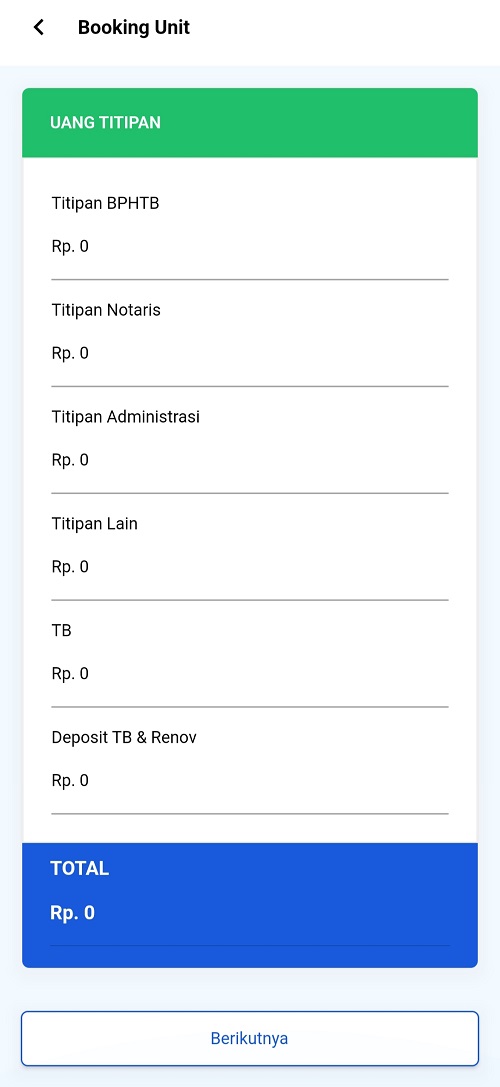 Booking Unit
UANG TITIPAN
Titipan BPHTB
Rp. 0
Titipan Notaris
Rp. 0
Titipan Administrasi
Rp. 0
Titipan Lain
Rp. 0
TB
Rp. 0
Deposit TB & Renov
Rp. 0
TOTAL
Rp. 0
Berikutnya